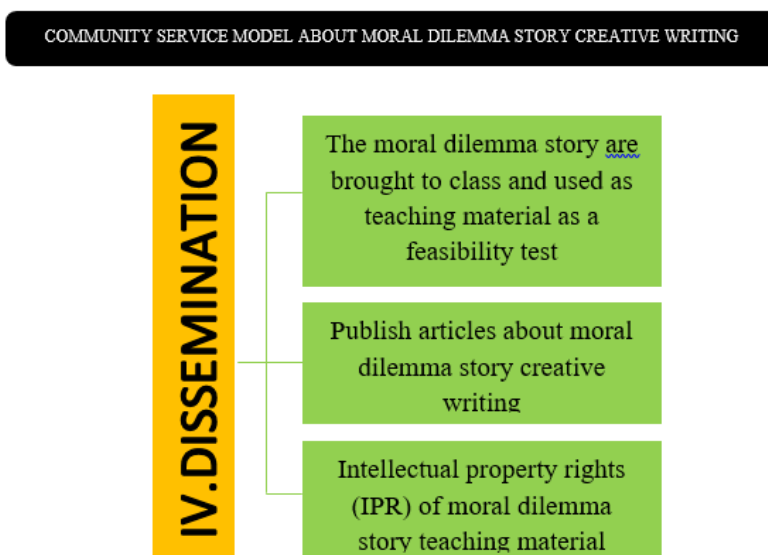 COMMUNITY SERVICE MODEL ABOUT MORAL DILEMMA STORY CREATIVE WRITING
IV.DISSEMINATION
The moral dilemma story are
brought to class and used as
teaching material as a
feasibility test
Publish articles about moral
dilemma story creative
writing
Intellectual property rights
(IPR) of moral dilemma
story teaching material